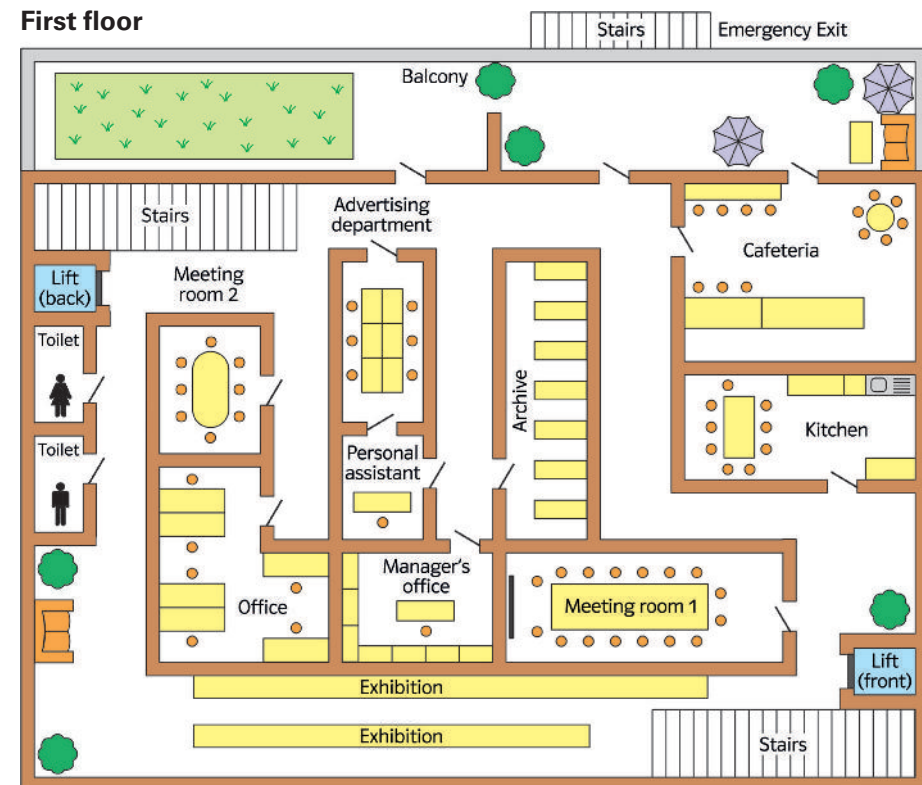 First floor
Stairs
Emergency Exit
Balcony
Stairs
Advertising
department
Cafeteria
Lift
(back)
Meeting
room 2
Toilet
Archive
Kitchen
Toilet
Personal
assistant
Manager's
office
Office
Meeting room 1
Lift
(front)
Exhibition
Exhibition
Stairs